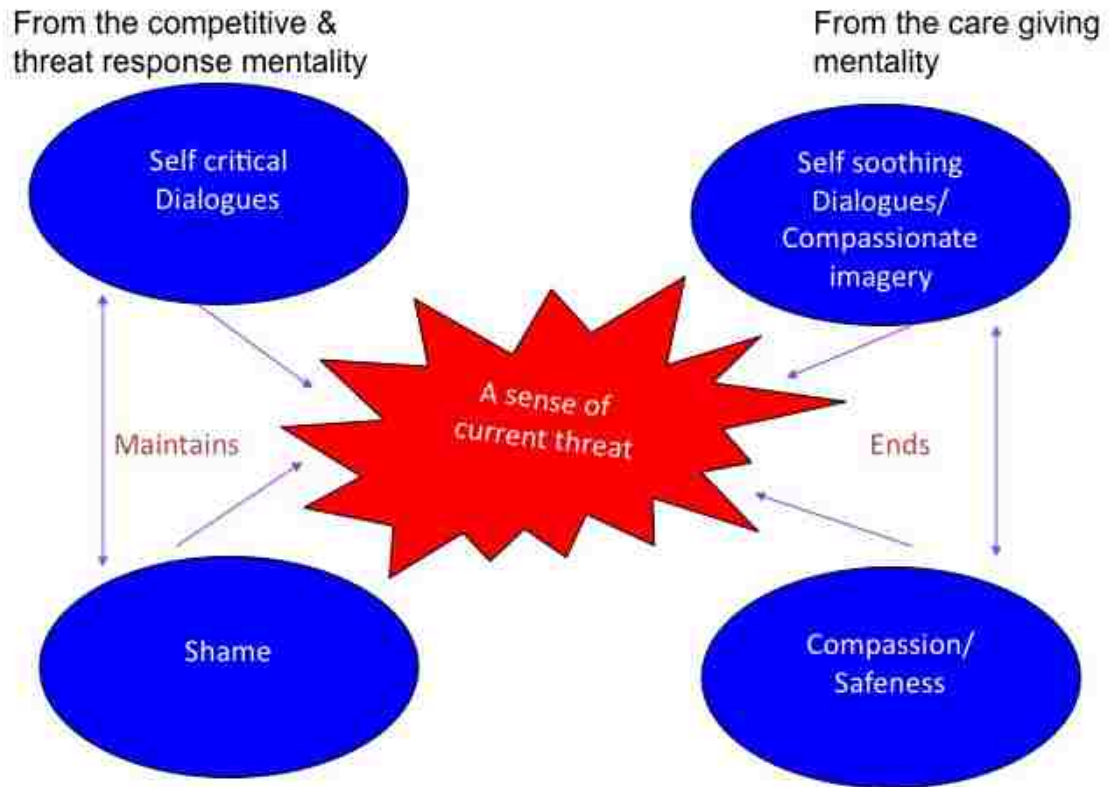 From the competitive &
threat response mentality
From the care giving
mentality
Self critical
Dialogues
Self soothing
Dialogues/
Compassionate
imagery
A sense of
current threat
Maintains
Ends
Shame
Compassion/
Safeness